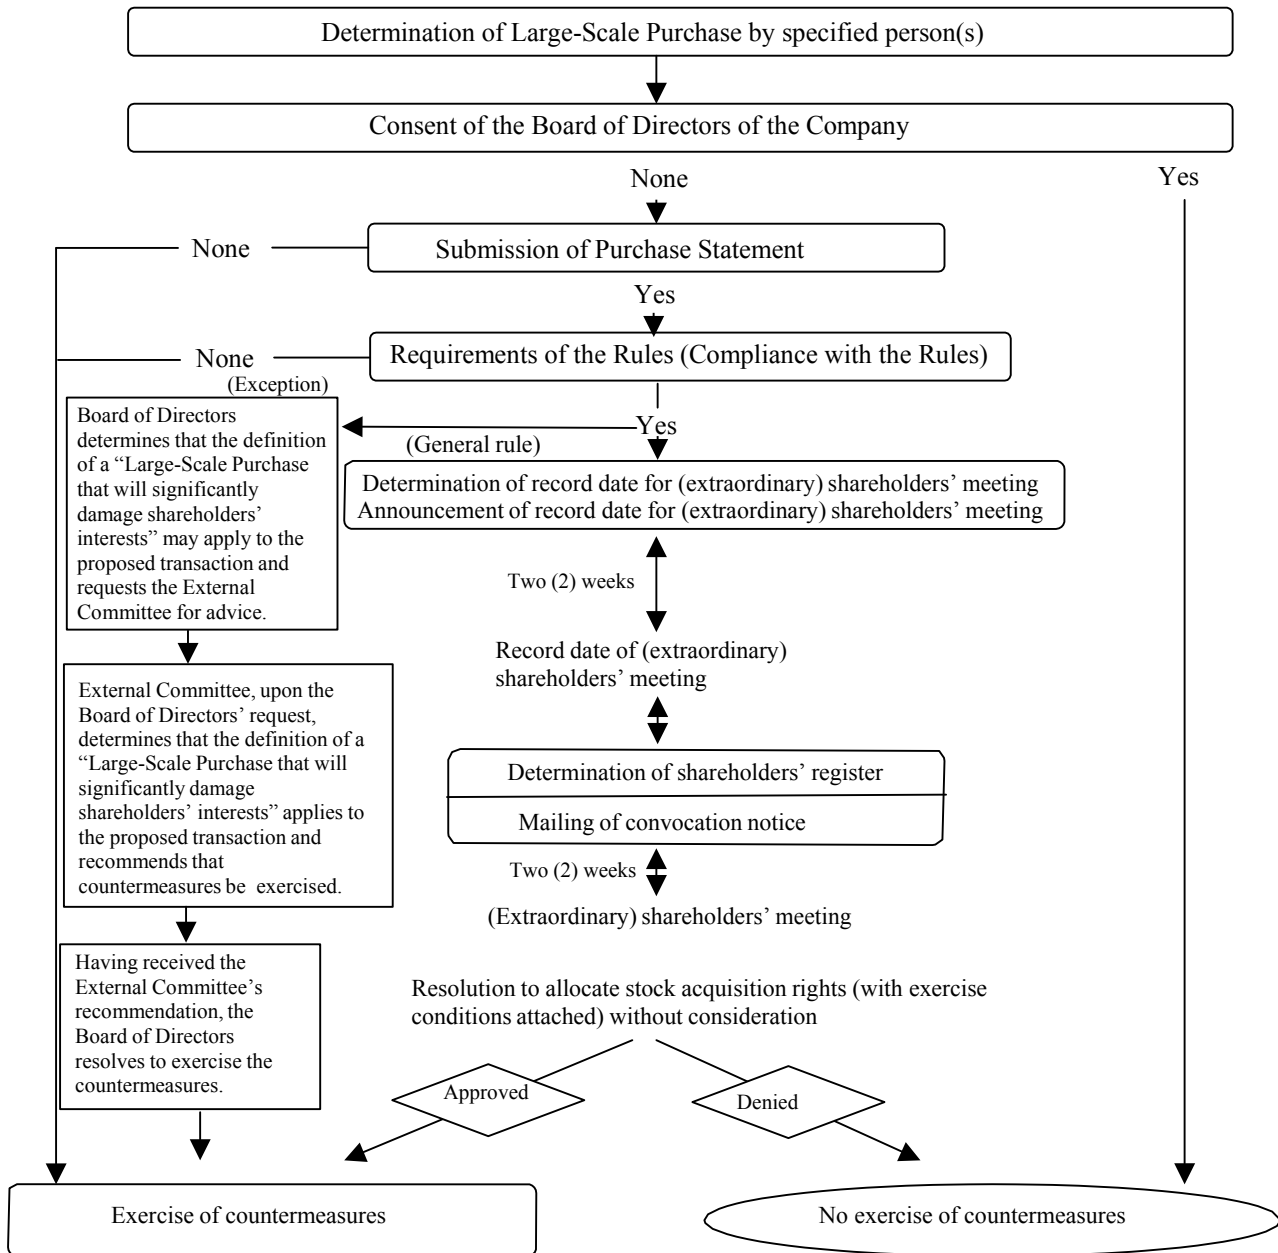 Determination of Large-Scale Purchase by specified person(s)
Consent of the Board of Directors of the Company
None
Yes
None
Submission of Purchase Statement
Yes
None
Requirements of the Rules (Compliance with the Rules)
(Exception)
Yes
(General rule)
Board of Directors
determines that the definition
of a “Large-Scale Purchase
that will significantly
damage shareholders’
interests” may apply to the
proposed transaction and
requests the External
Committee for advice.
Determination of record date for (extraordinary) shareholders’ meeting
Announcement of record date for (extraordinary) shareholders’ meeting
Two (2) weeks
Record date of (extraordinary)
shareholders’ meeting
External Committee, upon the
Board of Directors’ request,
determines that the definition of a
“Large-Scale Purchase that will
significantly damage
shareholders’ interests” applies to
the proposed transaction and
recommends that
countermeasures be exercised.
Determination of shareholders’ register
Mailing of convocation notice
Two (2) weeks
(Extraordinary) shareholders’ meeting
Having received the
External Committee’s
recommendation, the
Board of Directors
resolves to exercise the
countermeasures.
Resolution to allocate stock acquisition rights (with exercise
conditions attached) without consideration
Approved
Denied
Exercise of countermeasures
No exercise of countermeasures